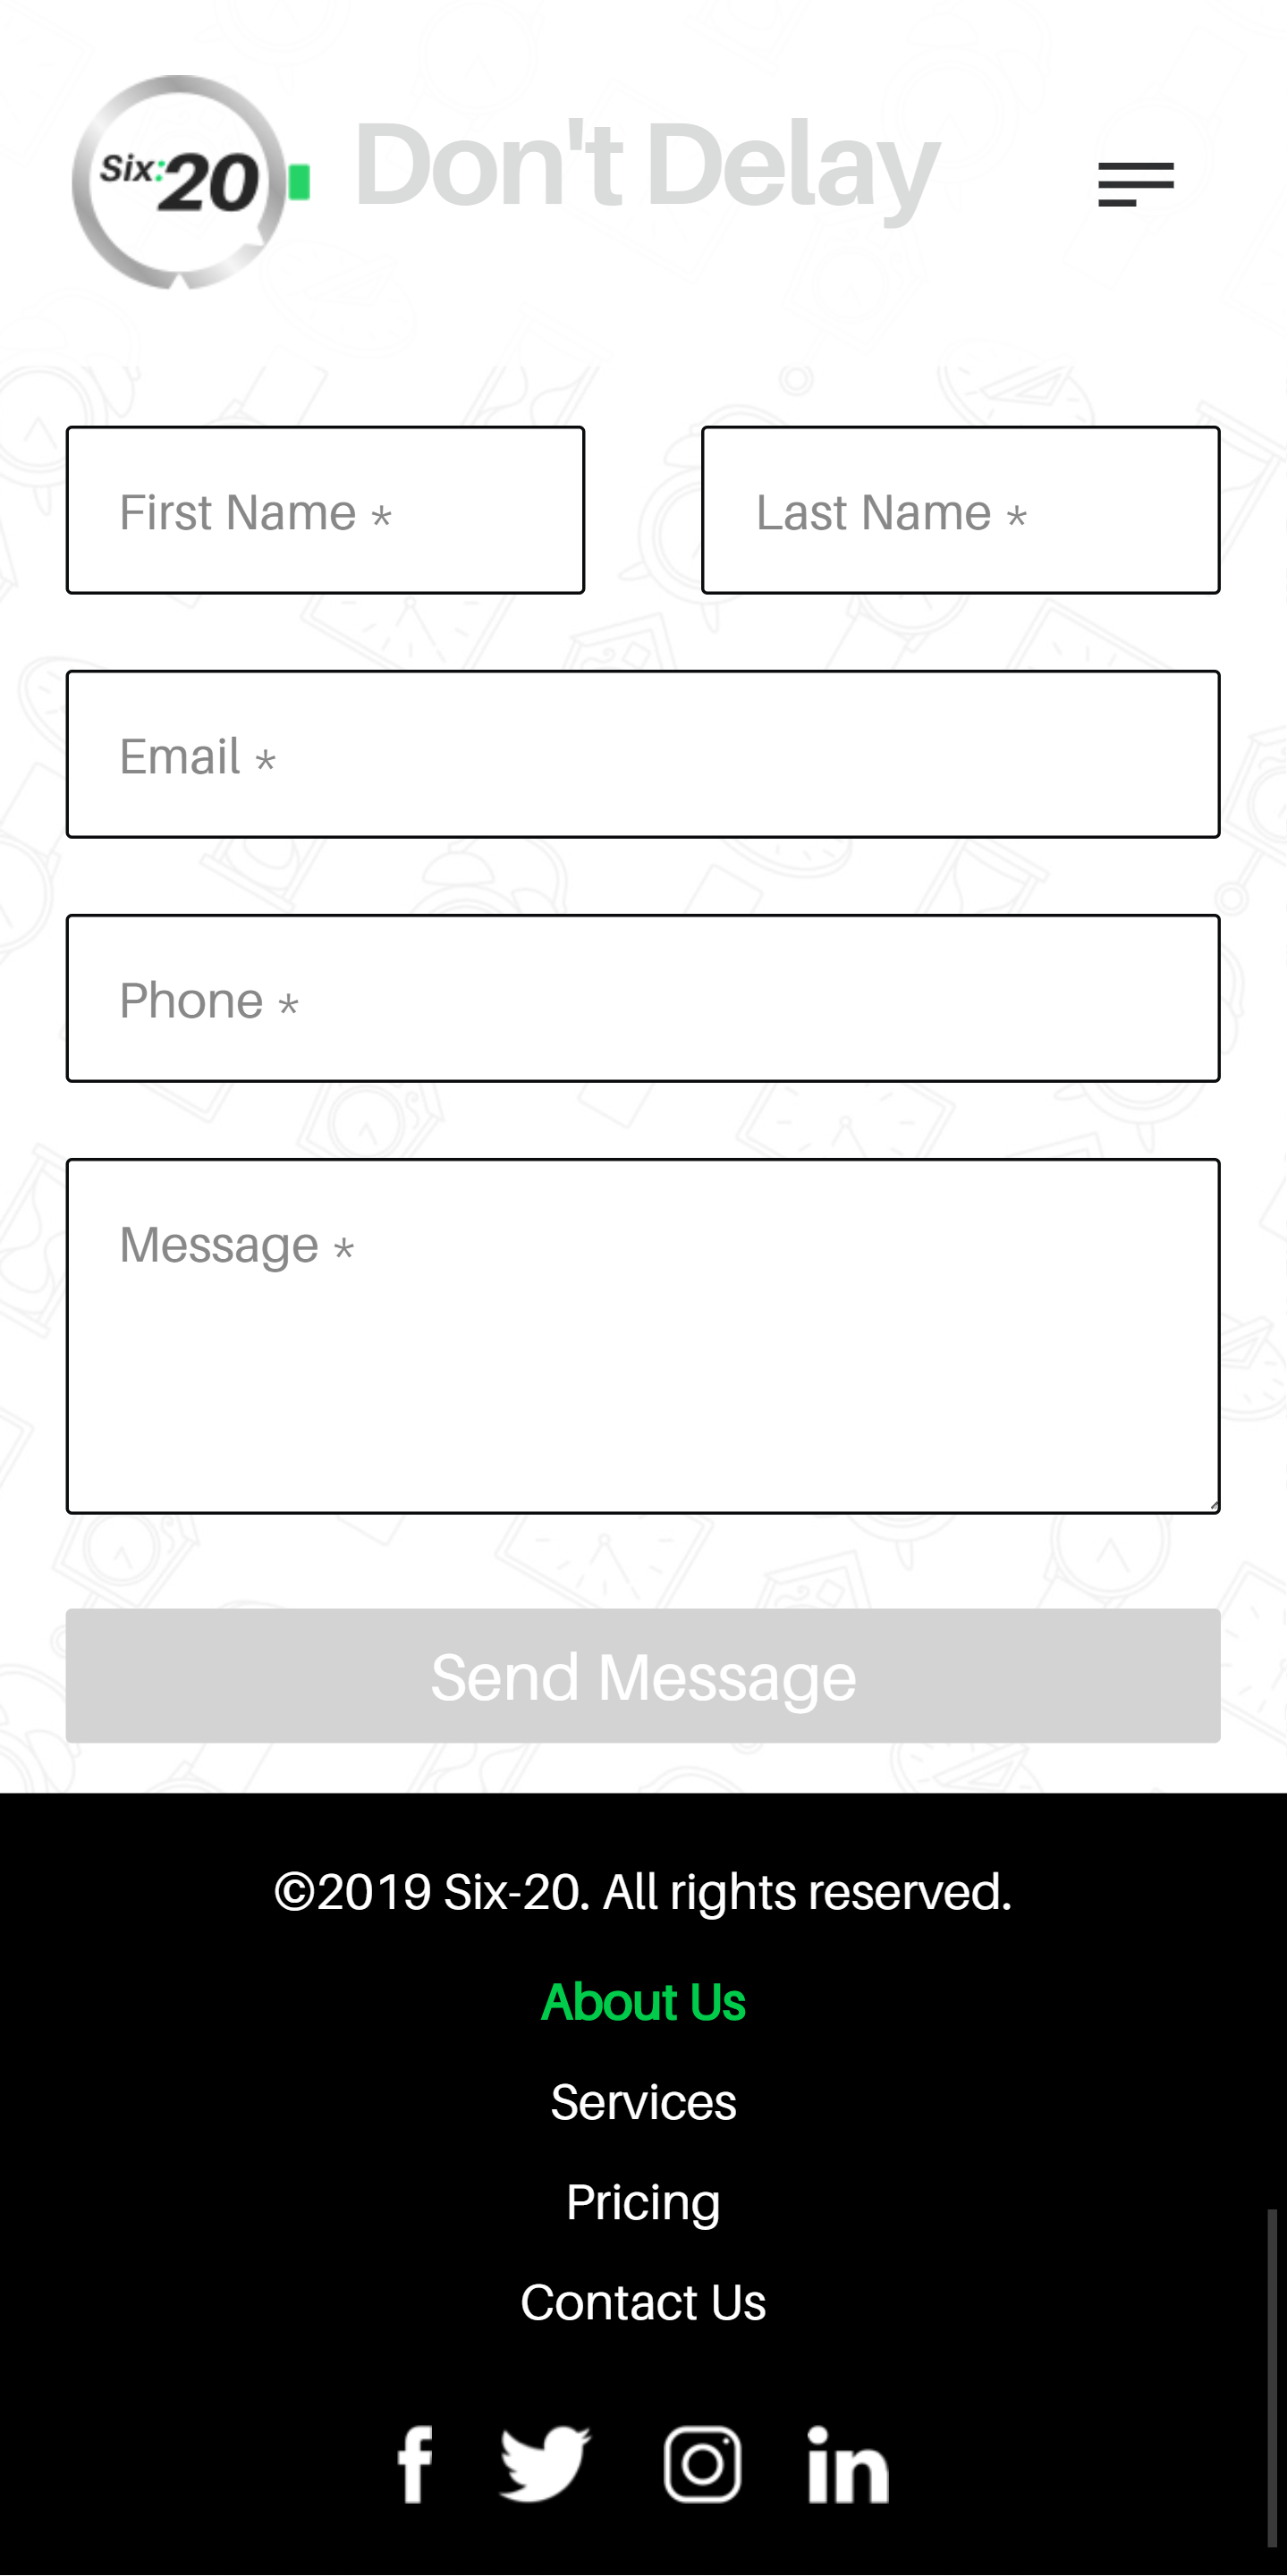 Six:20
Don't Delay
First Name *
Last Name *
Email *
Phone *
Message *
Send Message
©2019 Six-20. All rights reserved.
About Us
Services
Pricing
Contact Us